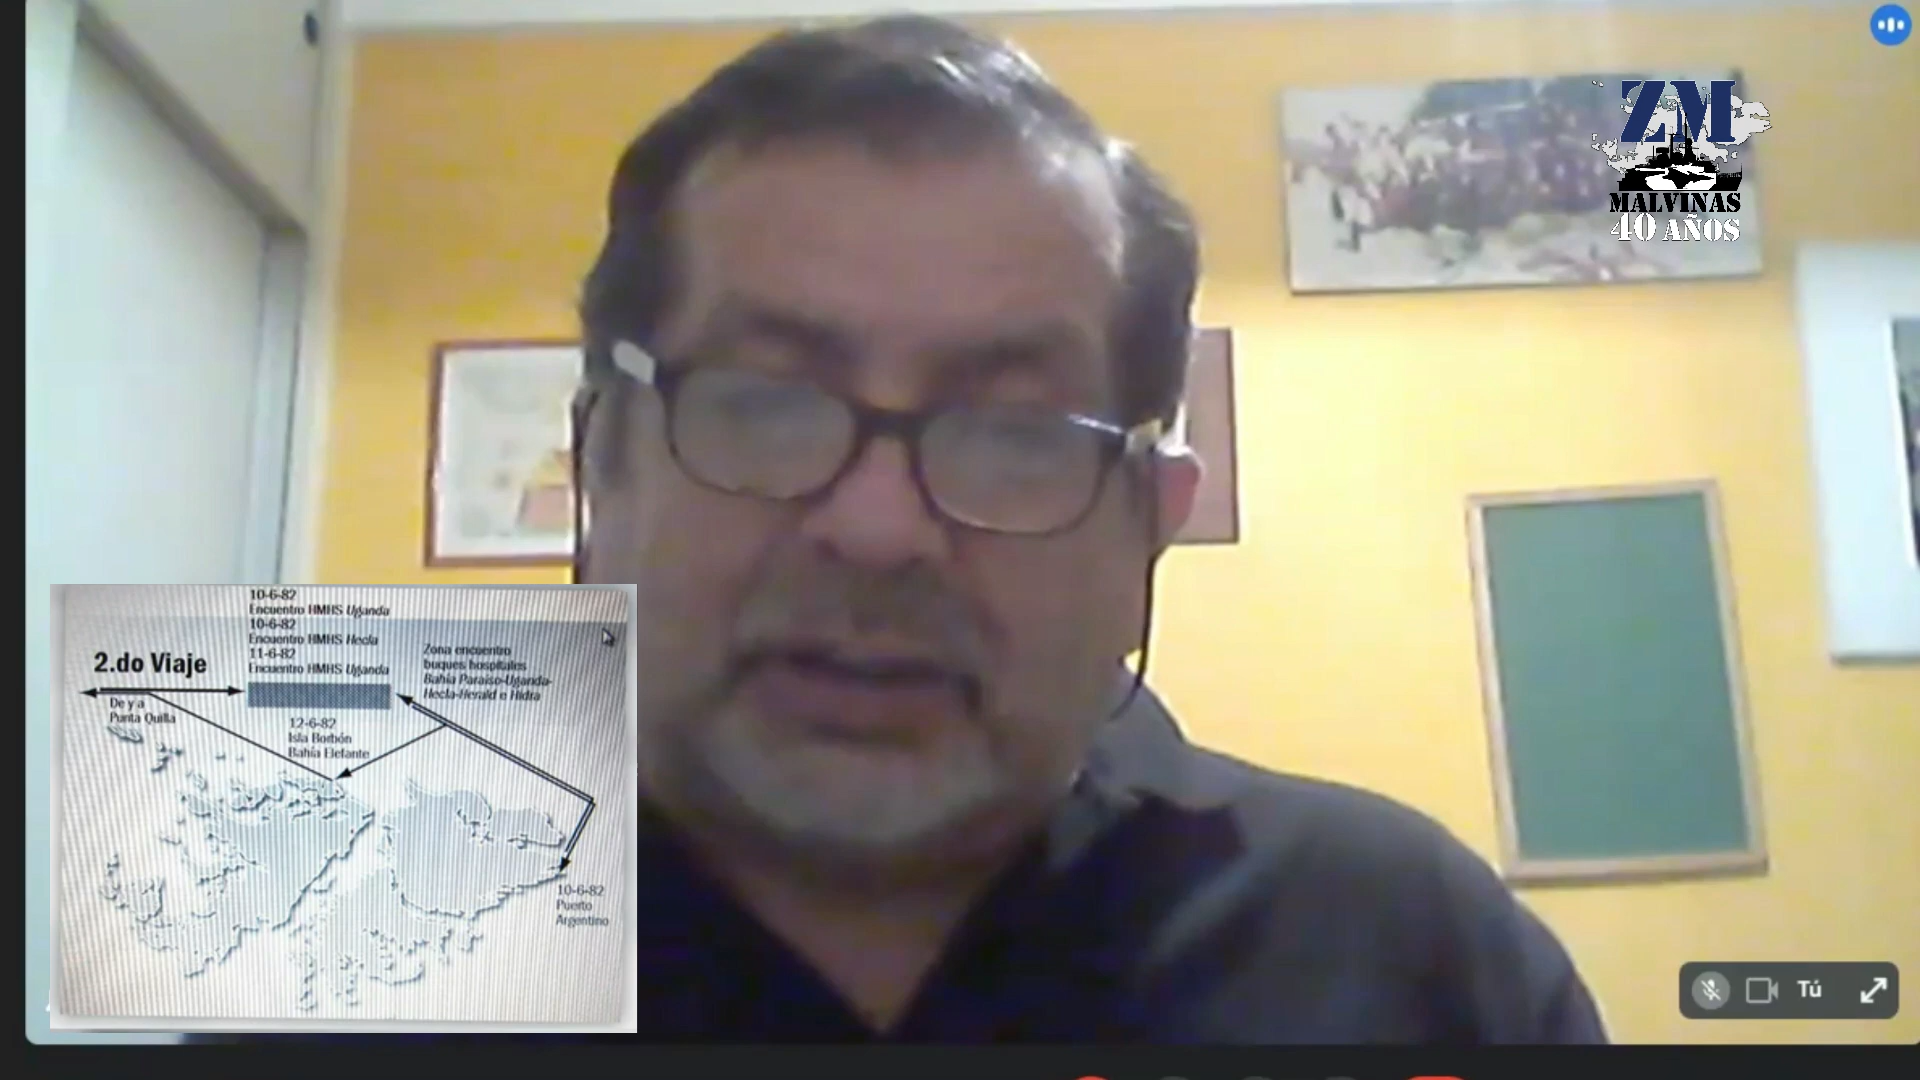 ZM
MALVINAS
40 AÑOS
10-6-82
Encuentro HMHS Uganda
10-6-82
Encuentro HMHS Hecla
11-6-82
Encuentro HMHS Uganda
2.do Viaje
De y a
Punta Quilla
Zona encuentro
buques hospitales
Bahía Paraíso-Uganda-
Hecla-Herald e Hidra
12-6-82
Isla Borbón
Bahía Elefante
10-6-82
Puerto
Argentino
Tú